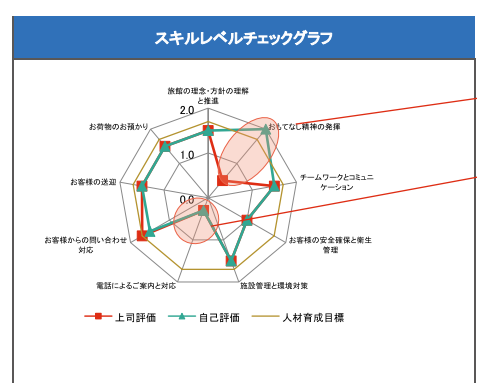 スキルレベルチェックグラフ
旅館の理念・方針の理解
と推進
2.0
お荷物のお預かり
おもてなし精神の発揮
1.0
お客様の送迎
チームワークとコミュニ
ケーション
0.0
お客様からの問い合わせ
対応
お客様の安全確保と衛生
管理
電話によるご案内と対応
施設管理と環境対策
上司評価
自己評価
人材育成目標